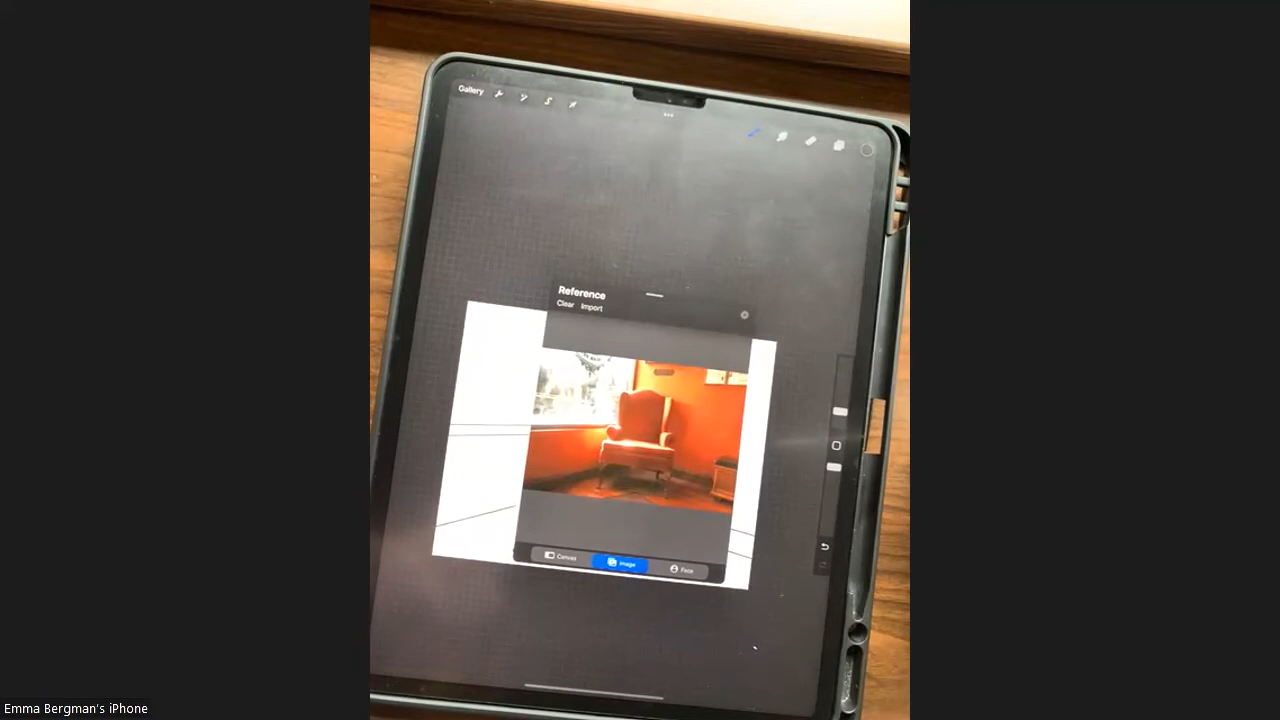 Gallery
Reference
Clear Import
Canvas Image Face
Emma Bergman's iPhone